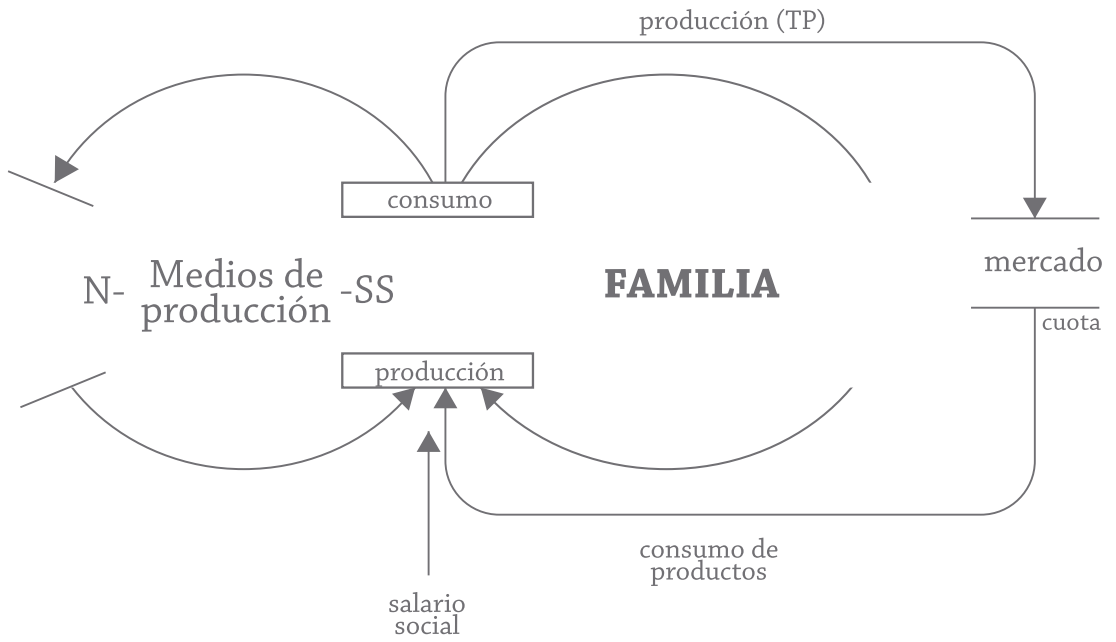 producción (TP)
consumo
Medios de
N-
producción
-SS
FAMILIA
mercado
cuota
producción
consumo de
productos
salario
social